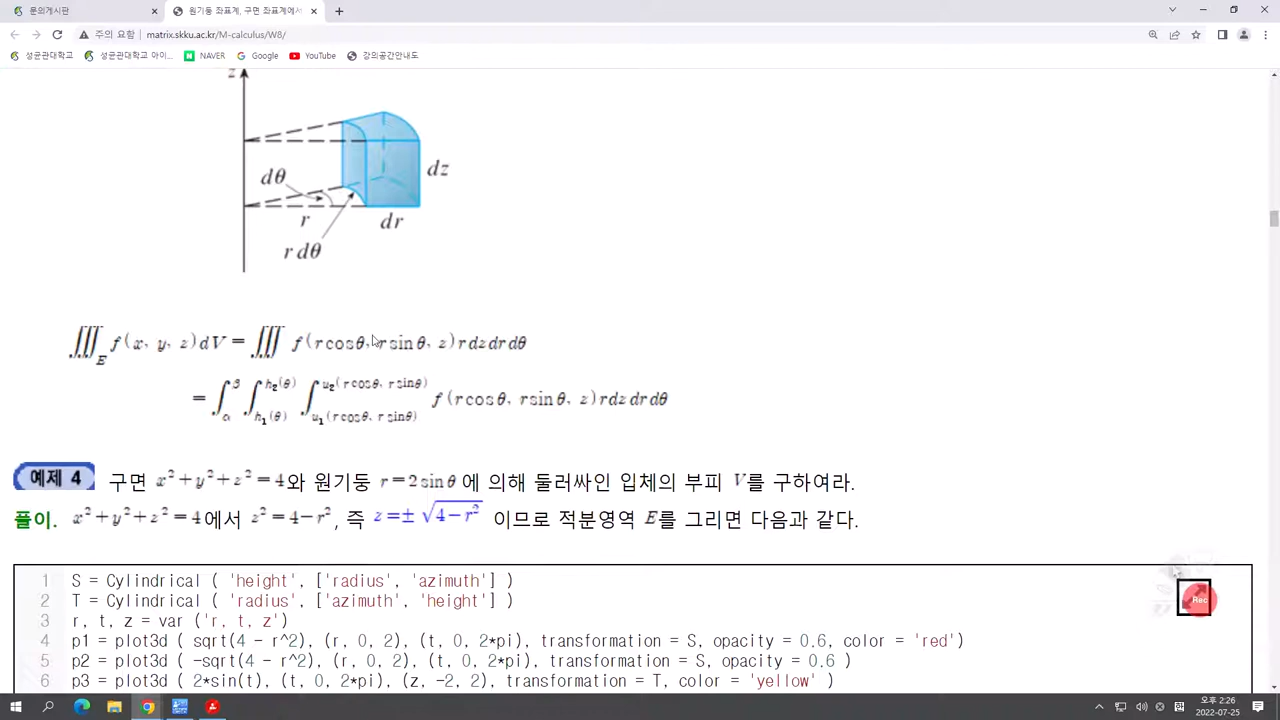 문의게시판
원기둥 좌표계, 구면 좌표계에서
주의 요함 | matrix.skku.ac.kr/M-calculus/W8/
성균관대학교 성균관대학교 마이... NAVER Google YouTube 강의공간안내도
z
dθ
dz
r
dr
r dθ
∭_E f(x, y, z)dV = ∭ f(r cosθ, r sinθ, z) r dz dr dθ
= ∫_α^β ∫_{h₁(θ)}^{h₂(θ)} ∫_{u₁(r cosθ, r sinθ)}^{u₂(r cosθ, r sinθ)} f(r cosθ, r sinθ, z) r dz dr dθ
예제 4 구면 x²+y²+z²=4와 원기둥 r=2 sinθ 에 의해 둘러싸인 입체의 부피 V를 구하여라.
풀이. x²+y²+z²=4에서 z²=4-r², 즉 z=±√(4-r²) 이므로 적분영역 E를 그리면 다음과 같다.
1 S = Cylindrical ( 'height', ['radius', 'azimuth'] )
2 T = Cylindrical ( 'radius', ['azimuth', 'height'] )
3 r, t, z = var ('r, t, z')
4 p1 = plot3d ( sqrt(4 - r^2), (r, 0, 2), (t, 0, 2*pi), transformation = S, opacity = 0.6, color = 'red')
5 p2 = plot3d ( -sqrt(4 - r^2), (r, 0, 2), (t, 0, 2*pi), transformation = S, opacity = 0.6 )
6 p3 = plot3d ( 2*sin(t), (t, 0, 2*pi), (z, -2, 2), transformation = T, color = 'yellow' )
Rec
오후 2:26
2022-07-25